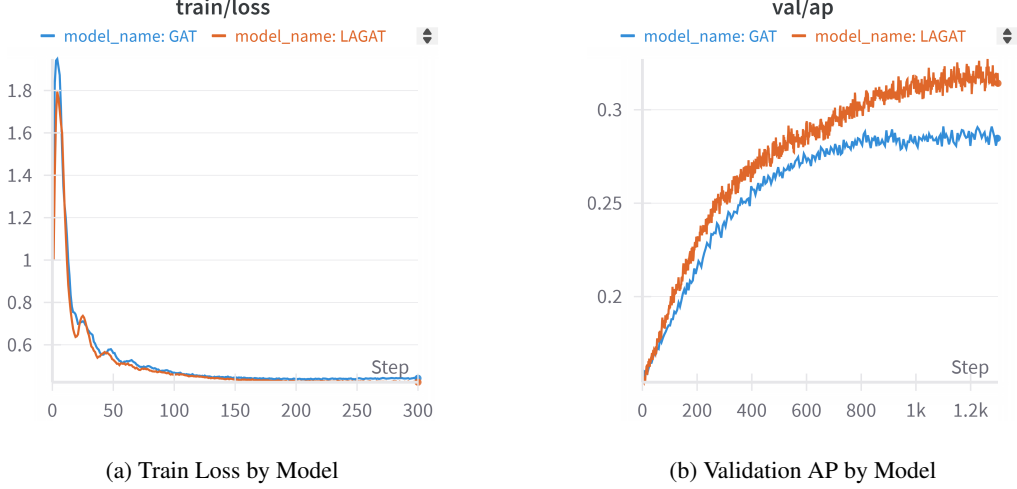 train/loss
model_name: GAT model_name: LAGAT
1.8
1.6
1.4
1.2
1
0.8
0.6
Step
0 50 100 150 200 250 300
(a) Train Loss by Model
val/ap
model_name: GAT model_name: LAGAT
0.3
0.25
0.2
Step
0 200 400 600 800 1k 1.2k
(b) Validation AP by Model